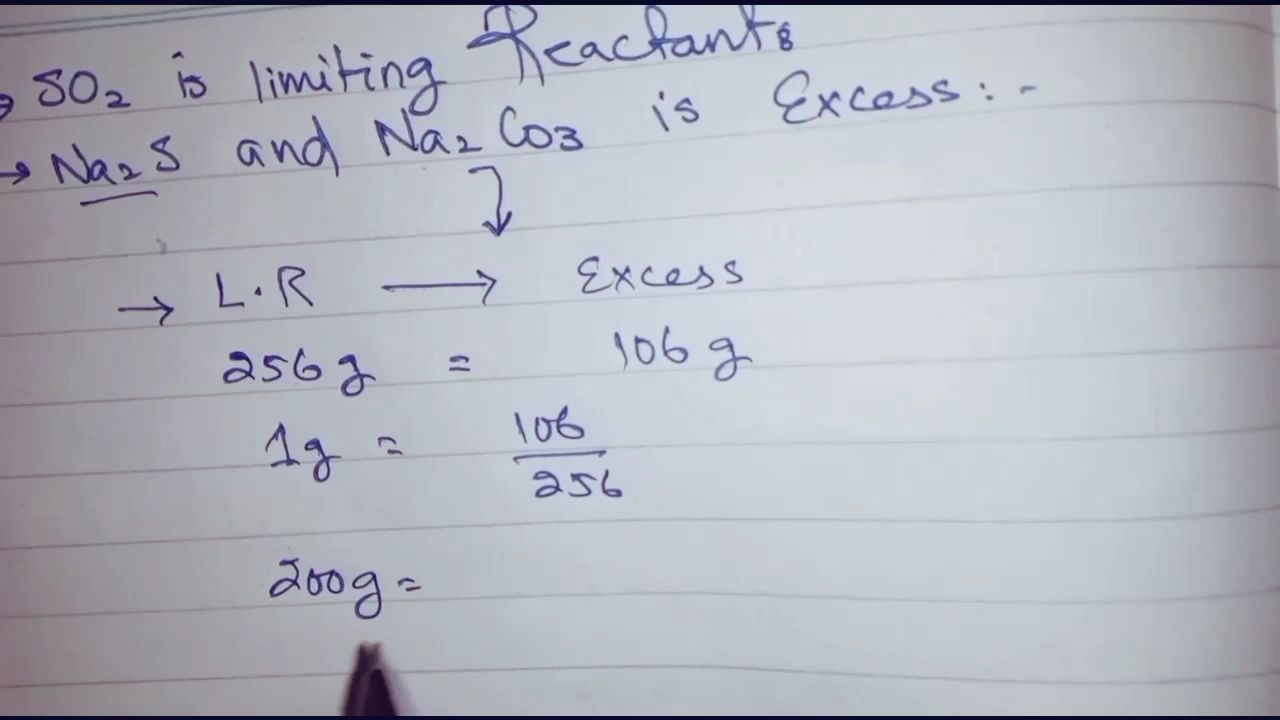 → SO2 is limiting Reactants
→ Na2S and Na2CO3 is Excess:-
→ L.R → Excess
256g = 106g
1g = 106/256
200g =